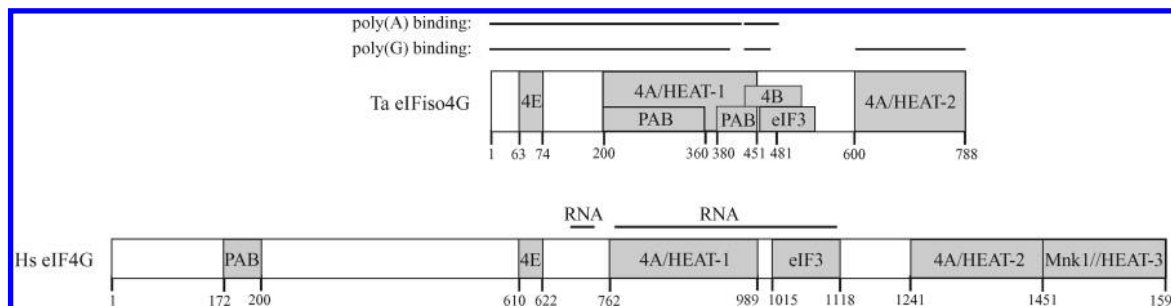 poly(A) binding:
poly(G) binding:
Ta eIFiso4G
4E
4A/HEAT-1
4B
4A/HEAT-2
PAB
PAB
eIF3
1
63
74
200
360
380
451
481
600
788
RNA
RNA
Hs eIF4G
PAB
4E
4A/HEAT-1
eIF3
4A/HEAT-2
Mnk1//HEAT-3
1
172
200
610
622
762
989
1015
1118
1241
1451